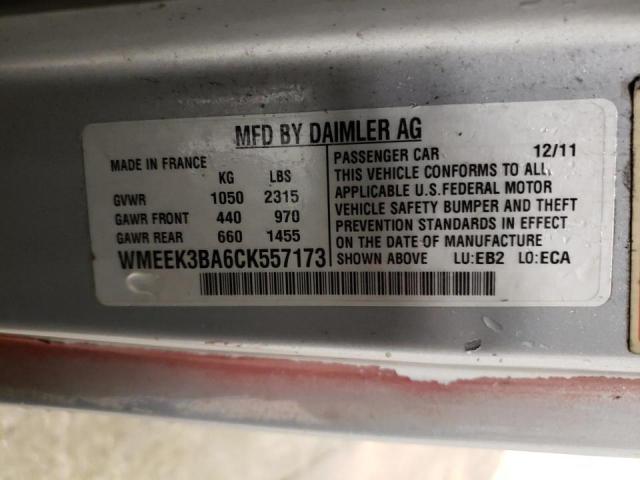 MFD BY DAIMLER AG
MADE IN FRANCE
KG LBS
GVWR 1050 2315
GAWR FRONT 440 970
GAWR REAR 660 1455
WMEEK3BA6CK557173
PASSENGER CAR 12/11
THIS VEHICLE CONFORMS TO ALL
APPLICABLE U.S.FEDERAL MOTOR
VEHICLE SAFETY BUMPER AND THEFT
PREVENTION STANDARDS IN EFFECT
ON THE DATE OF MANUFACTURE
SHOWN ABOVE LU:EB2 LO:ECA